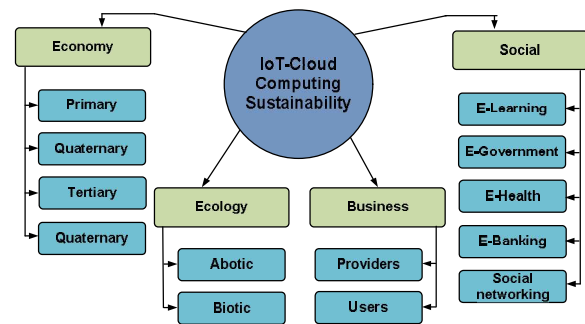 IoT-Cloud
Computing
Sustainability
Economy
Primary
Quaternary
Tertiary
Quaternary
Ecology
Abotic
Biotic
Business
Providers
Users
Social
E-Learning
E-Government
E-Health
E-Banking
Social
networking